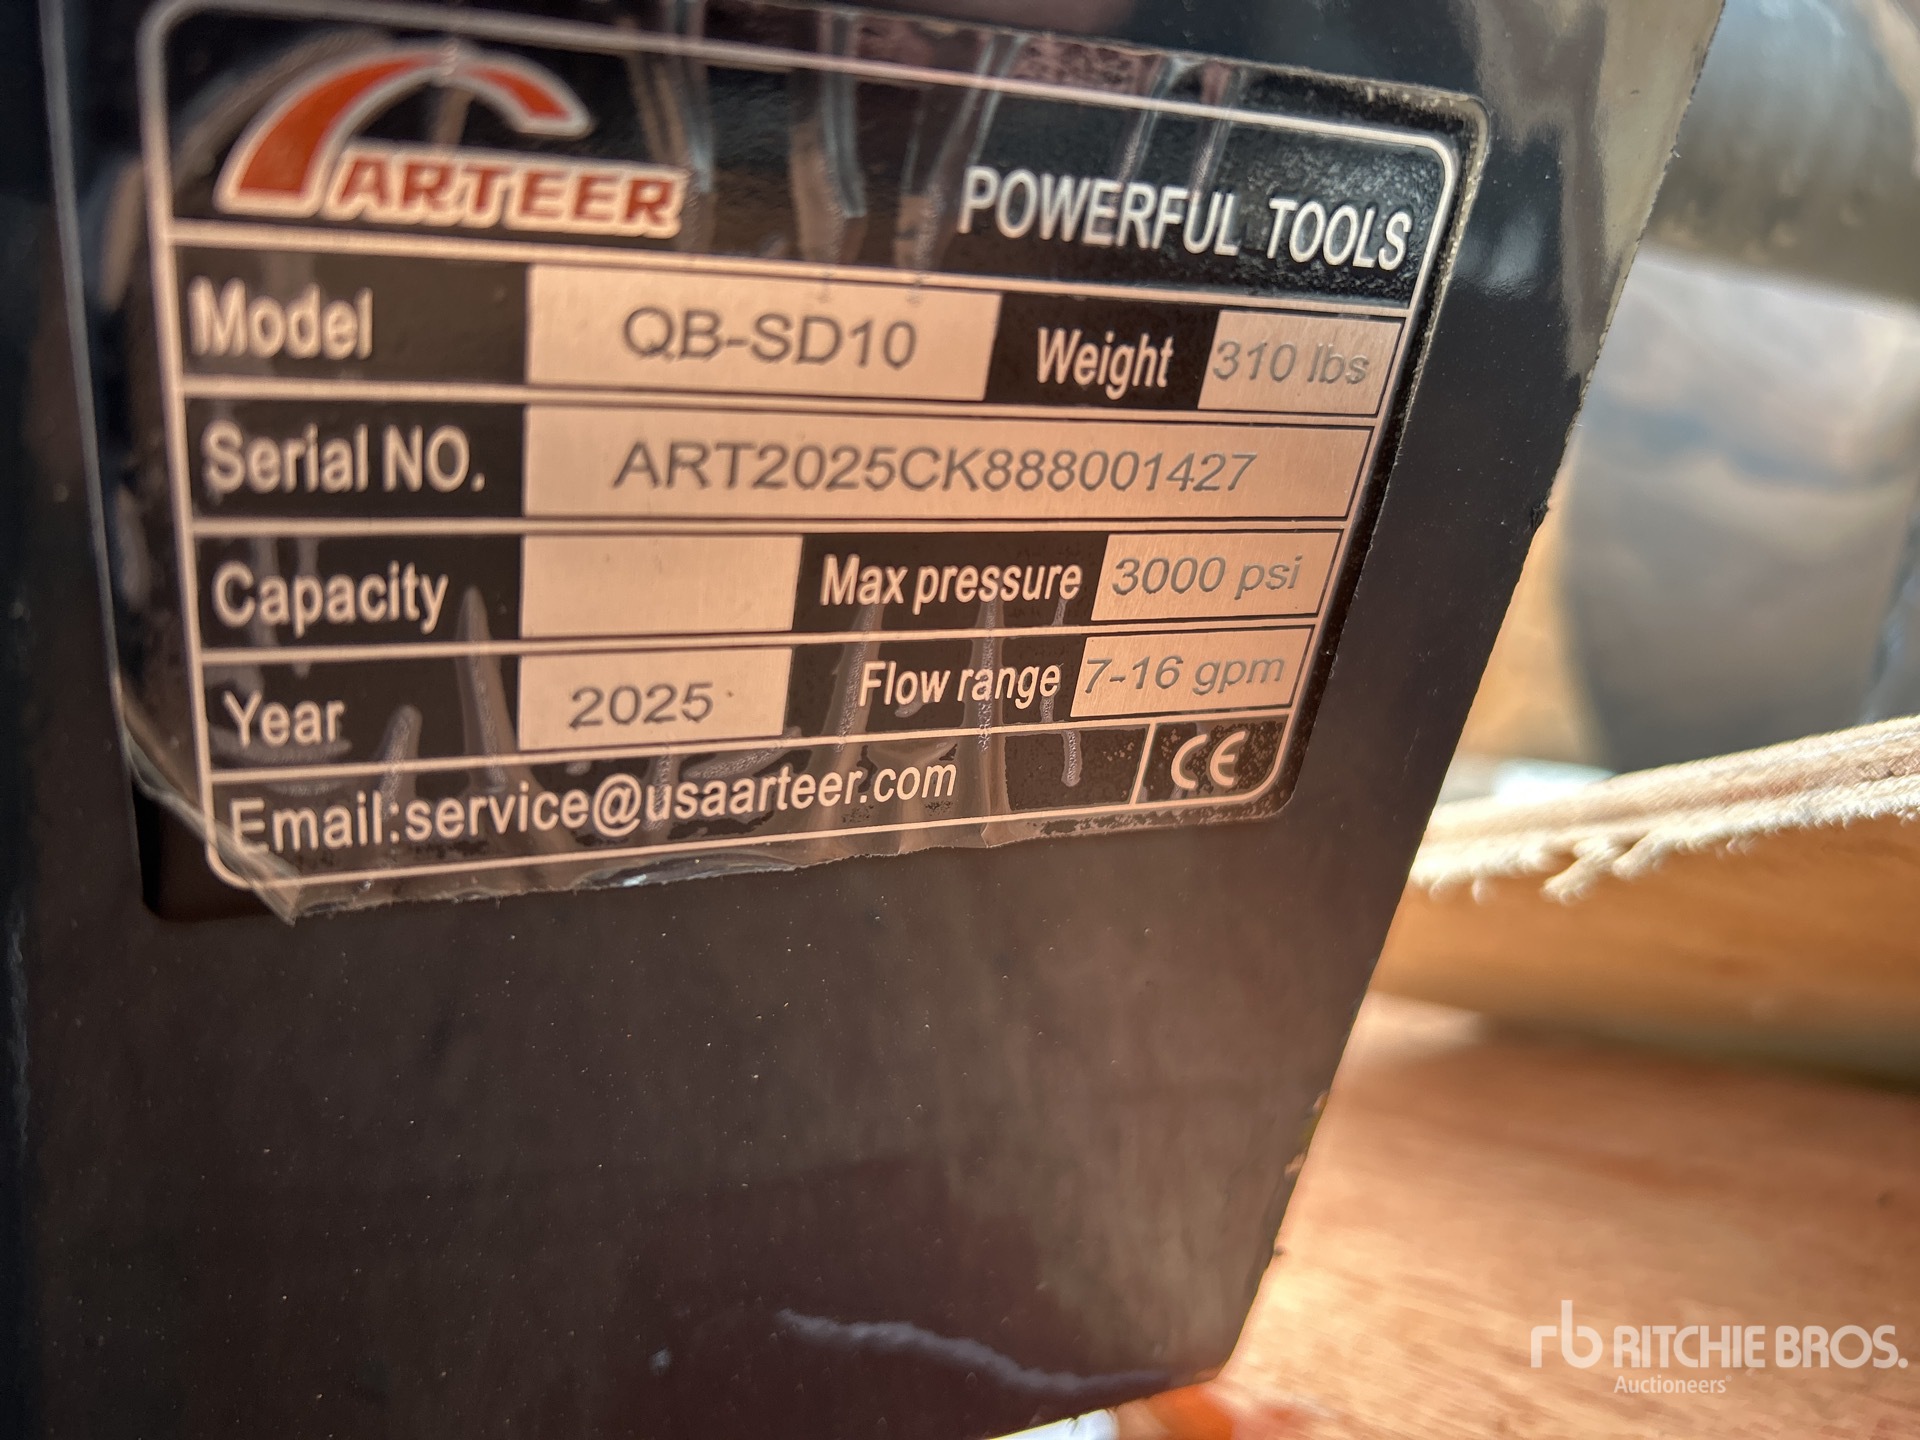 ARTEER
POWERFUL TOOLS
Model QB-SD10 Weight 310 lbs
Serial NO. ART2025CK888001427
Capacity Max pressure 3000 psi
Year 2025 Flow range 7-16 gpm
Email:service@usaarteer.com CE
rb RITCHIE BROS.
Auctioneers